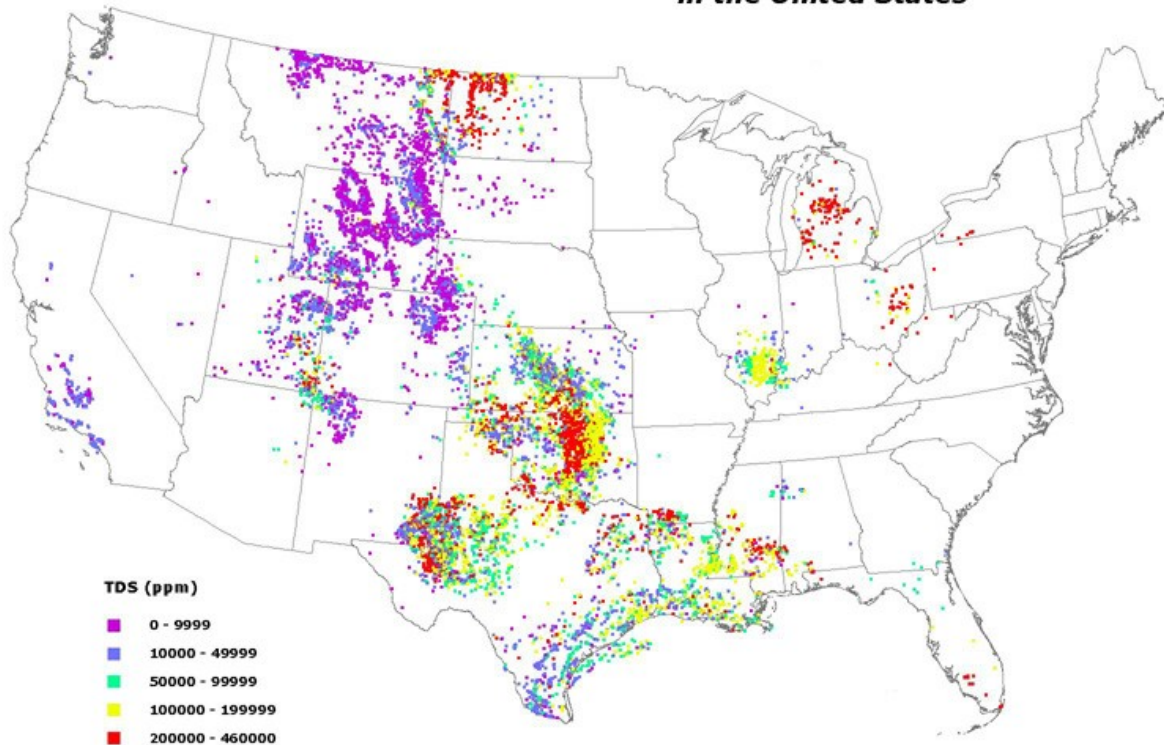 in the United States
TDS (ppm)
0 - 9999
10000 - 49999
50000 - 99999
100000 - 199999
200000 - 460000